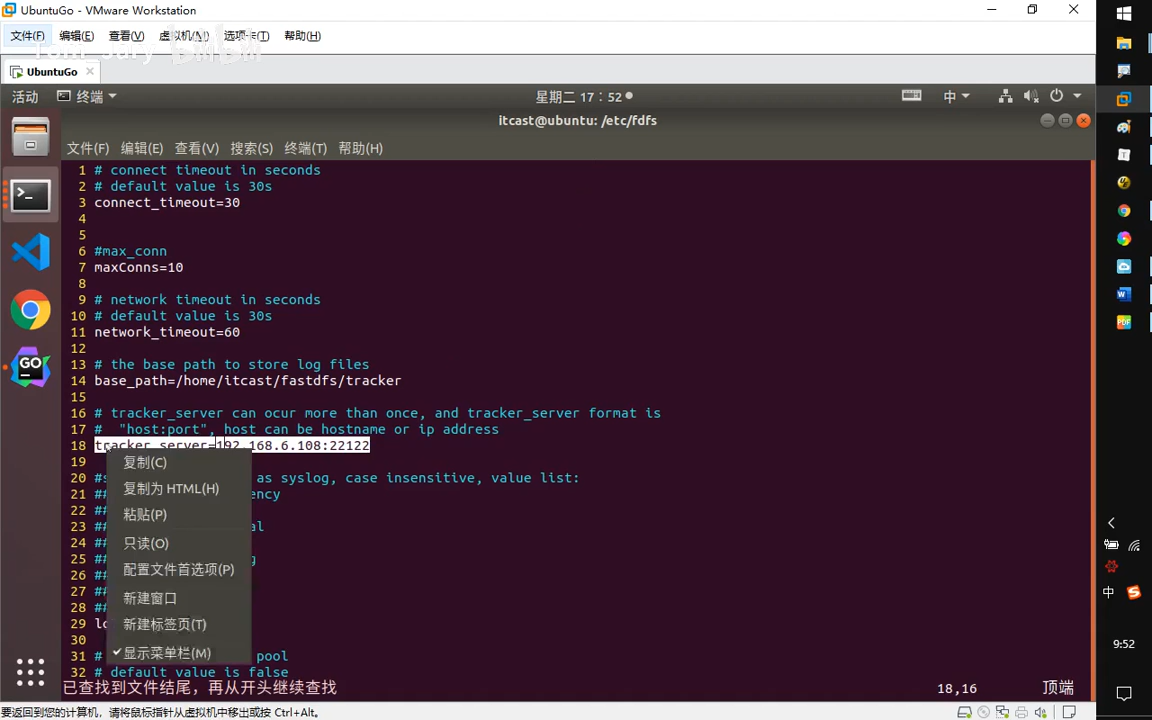 UbuntuGo - VMware Workstation
文件(F) 编辑(E) 查看(V) 虚拟机(M) 选项卡(T) 帮助(H)
UbuntuGo
活动 终端 星期二 17：52 中
itcast@ubuntu: /etc/fdfs
文件(F) 编辑(E) 查看(V) 搜索(S) 终端(T) 帮助(H)
1 # connect timeout in seconds
2 # default value is 30s
3 connect_timeout=30
4
5
6 #max_conn
7 maxConns=10
8
9 # network timeout in seconds
10 # default value is 30s
11 network_timeout=60
12
13 # the base path to store log files
14 base_path=/home/itcast/fastdfs/tracker
15
16 # tracker_server can ocur more than once, and tracker_server format is
17 #  "host:port", host can be hostname or ip address
18 tracker_server=192.168.6.108:22122
19
20 #s as syslog, case insensitive, value list:
21 ## ency
22 ##
23 ## al
24 ##
25 ## g
26 ##
27 ##
28 ##
29 lo
30
31 # pool
32 # default value is false
复制(C)
复制为 HTML(H)
粘贴(P)
只读(O)
配置文件首选项(P)
新建窗口
新建标签页(T)
显示菜单栏(M)
已查找到文件结尾，再从开头继续查找 18,16 顶端
要返回到您的计算机，请将鼠标指针从虚拟机中移出或按 Ctrl+Alt。
中
9:52